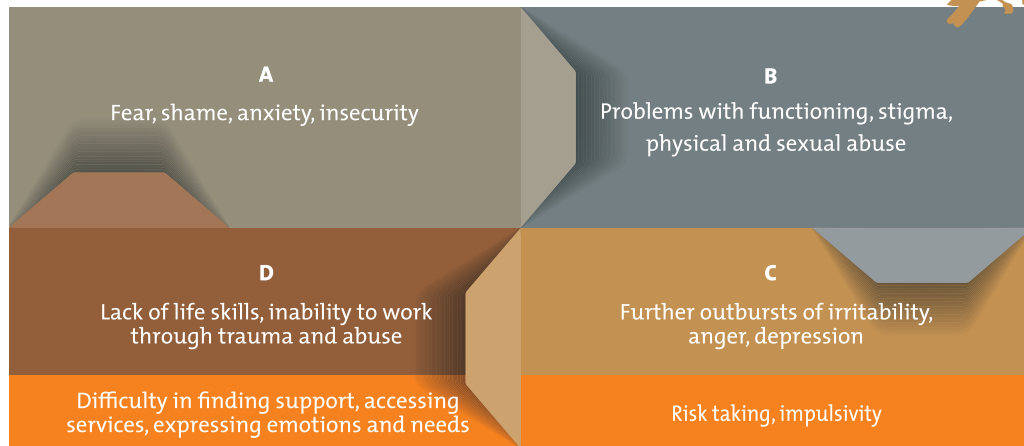 A
Fear, shame, anxiety, insecurity
B
Problems with functioning, stigma,
physical and sexual abuse
D
Lack of life skills, inability to work
through trauma and abuse
Difficulty in finding support, accessing
services, expressing emotions and needs
C
Further outbursts of irritability,
anger, depression
Risk taking, impulsivity